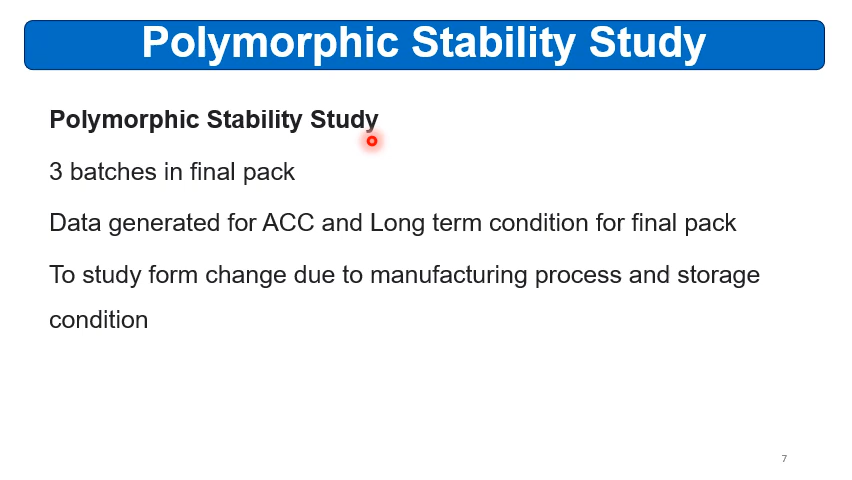 Polymorphic Stability Study
Polymorphic Stability Study
3 batches in final pack
Data generated for ACC and Long term condition for final pack
To study form change due to manufacturing process and storage
condition
7